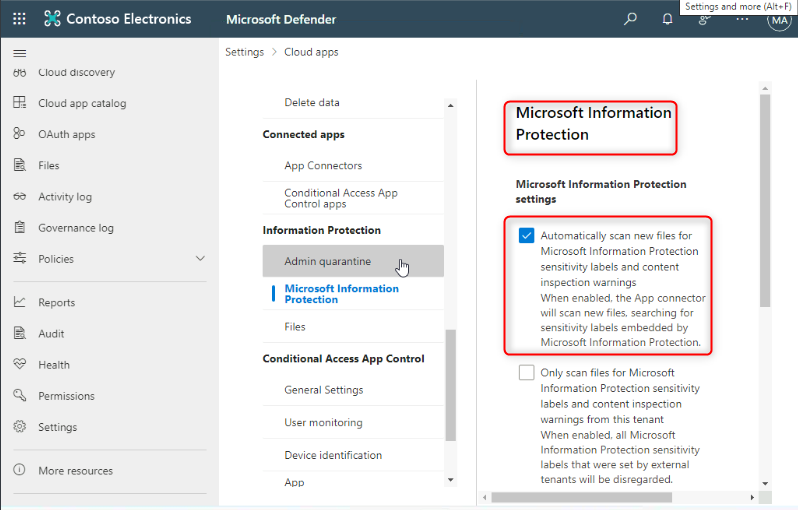 Settings and more (Alt+F)
Contoso Electronics
Microsoft Defender
MA
Settings > Cloud apps
Cloud discovery
Cloud app catalog
OAuth apps
Files
Activity log
Governance log
Policies
Reports
Audit
Health
Permissions
Settings
More resources
Delete data
Connected apps
App Connectors
Conditional Access App
Control apps
Information Protection
Admin quarantine
Microsoft Information
Protection
Files
Conditional Access App Control
General Settings
User monitoring
Device identification
App
Microsoft Information
Protection
Microsoft Information Protection
settings
Automatically scan new files for
Microsoft Information Protection
sensitivity labels and content
inspection warnings
When enabled, the App connector
will scan new files, searching for
sensitivity labels embedded by
Microsoft Information Protection.
Only scan files for Microsoft
Information Protection sensitivity
labels and content inspection
warnings from this tenant
When enabled, all Microsoft
Information Protection sensitivity
labels that were set by external
tenants will be disregarded.